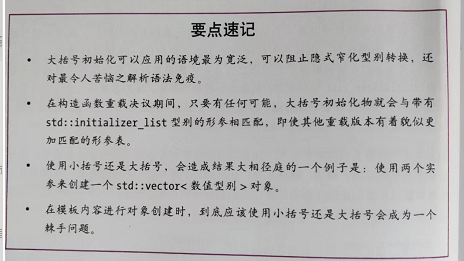 要点速记
• 大括号初始化可以应用的语境最为宽泛，可以阻止隐式窄化型别转换，还
对最令人苦恼之解析语法免疫。
• 在构造函数重载决议期间，只要有任何可能，大括号初始化物就会与带有
std::initializer_list 型别的形参相匹配，即使其他重载版本有着貌似更
加匹配的形参表。
• 使用小括号还是大括号，会造成结果大相径庭的一个例子是：使用两个实
参来创建一个 std::vector< 数值型别 > 对象。
• 在模板内容进行对象创建时，到底应该使用小括号还是大括号会成为一个
棘手问题。